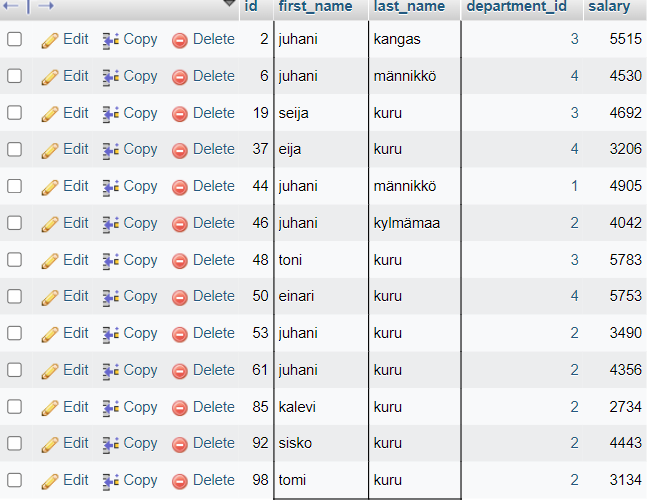 id first_name last_name department_id salary
Edit Copy Delete 2 juhani kangas 3 5515
Edit Copy Delete 6 juhani männikkö 4 4530
Edit Copy Delete 19 seija kuru 3 4692
Edit Copy Delete 37 eija kuru 4 3206
Edit Copy Delete 44 juhani männikkö 1 4905
Edit Copy Delete 46 juhani kylmämaa 2 4042
Edit Copy Delete 48 toni kuru 3 5783
Edit Copy Delete 50 einari kuru 4 5753
Edit Copy Delete 53 juhani kuru 2 3490
Edit Copy Delete 61 juhani kuru 2 4356
Edit Copy Delete 85 kalevi kuru 2 2734
Edit Copy Delete 92 sisko kuru 2 4443
Edit Copy Delete 98 tomi kuru 2 3134